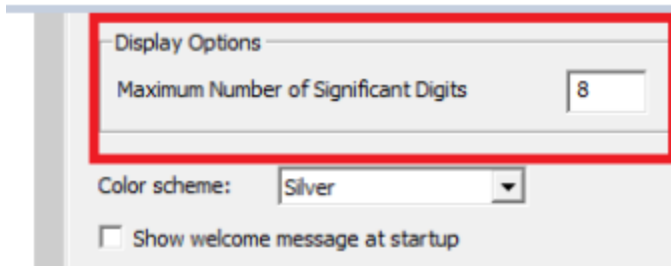 Display Options
Maximum Number of Significant Digits 8
Color scheme: Silver
Show welcome message at startup